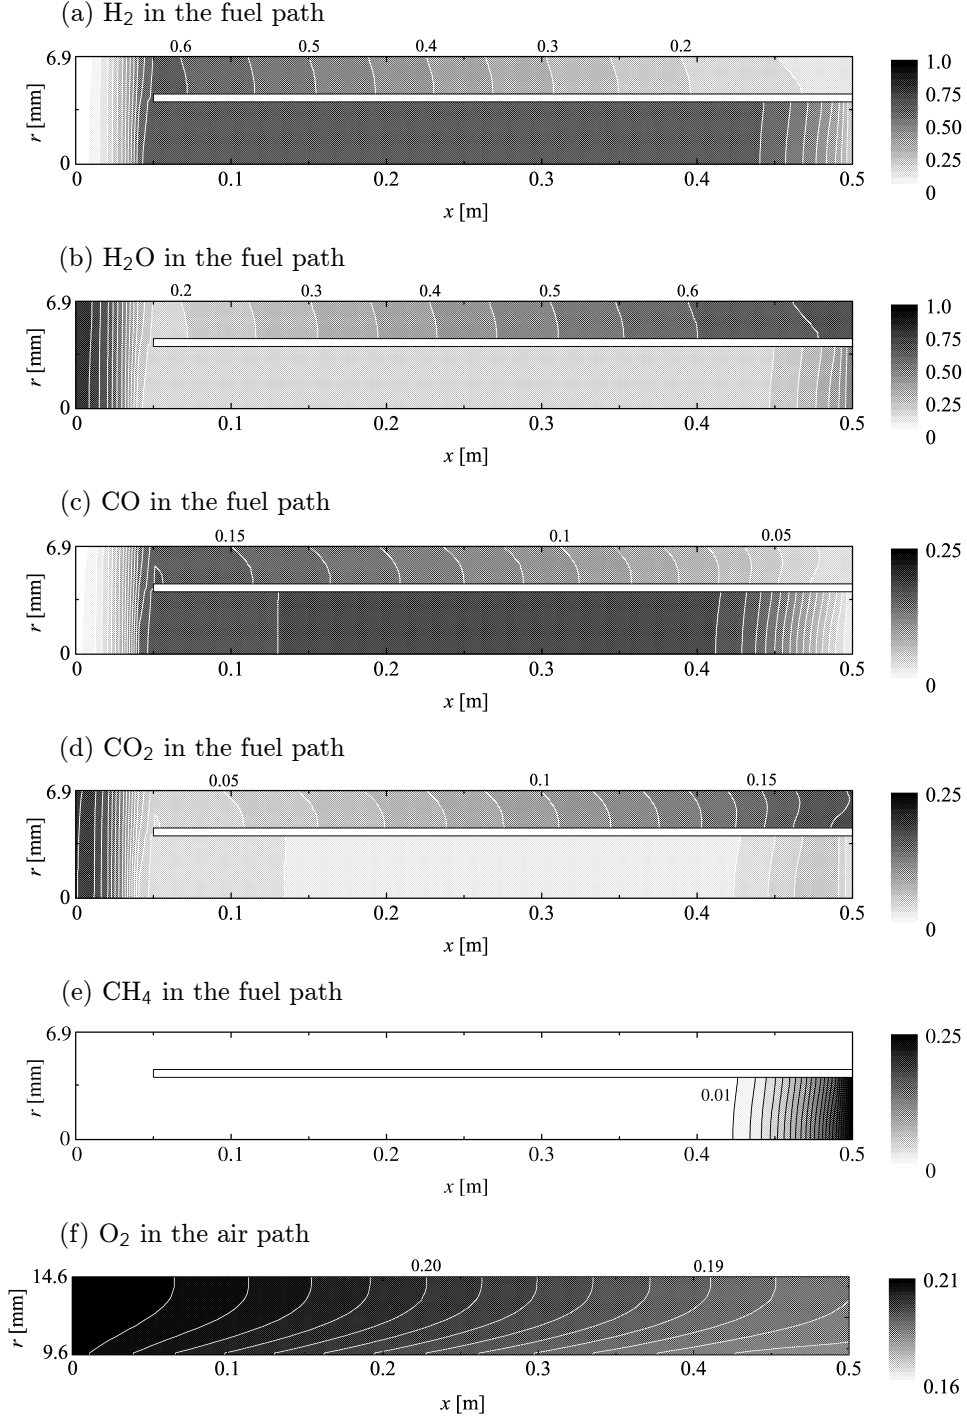 (a) H₂ in the fuel path
0.6 0.5 0.4 0.3 0.2
6.9
r [mm]
0
0 0.1 0.2 0.3 0.4 0.5
x [m]
1.0
0.75
0.50
0.25
0
(b) H₂O in the fuel path
0.2 0.3 0.4 0.5 0.6
6.9
r [mm]
0
0 0.1 0.2 0.3 0.4 0.5
x [m]
1.0
0.75
0.50
0.25
0
(c) CO in the fuel path
0.15 0.1 0.05
6.9
r [mm]
0
0 0.1 0.2 0.3 0.4 0.5
x [m]
0.25
0
(d) CO₂ in the fuel path
0.05 0.1 0.15
6.9
r [mm]
0
0 0.1 0.2 0.3 0.4 0.5
x [m]
0.25
0
(e) CH₄ in the fuel path
6.9
r [mm]
0.01
0
0 0.1 0.2 0.3 0.4 0.5
x [m]
0.25
0
(f) O₂ in the air path
0.20 0.19
14.6
r [mm]
9.6
0 0.1 0.2 0.3 0.4 0.5
x [m]
0.21
0.16